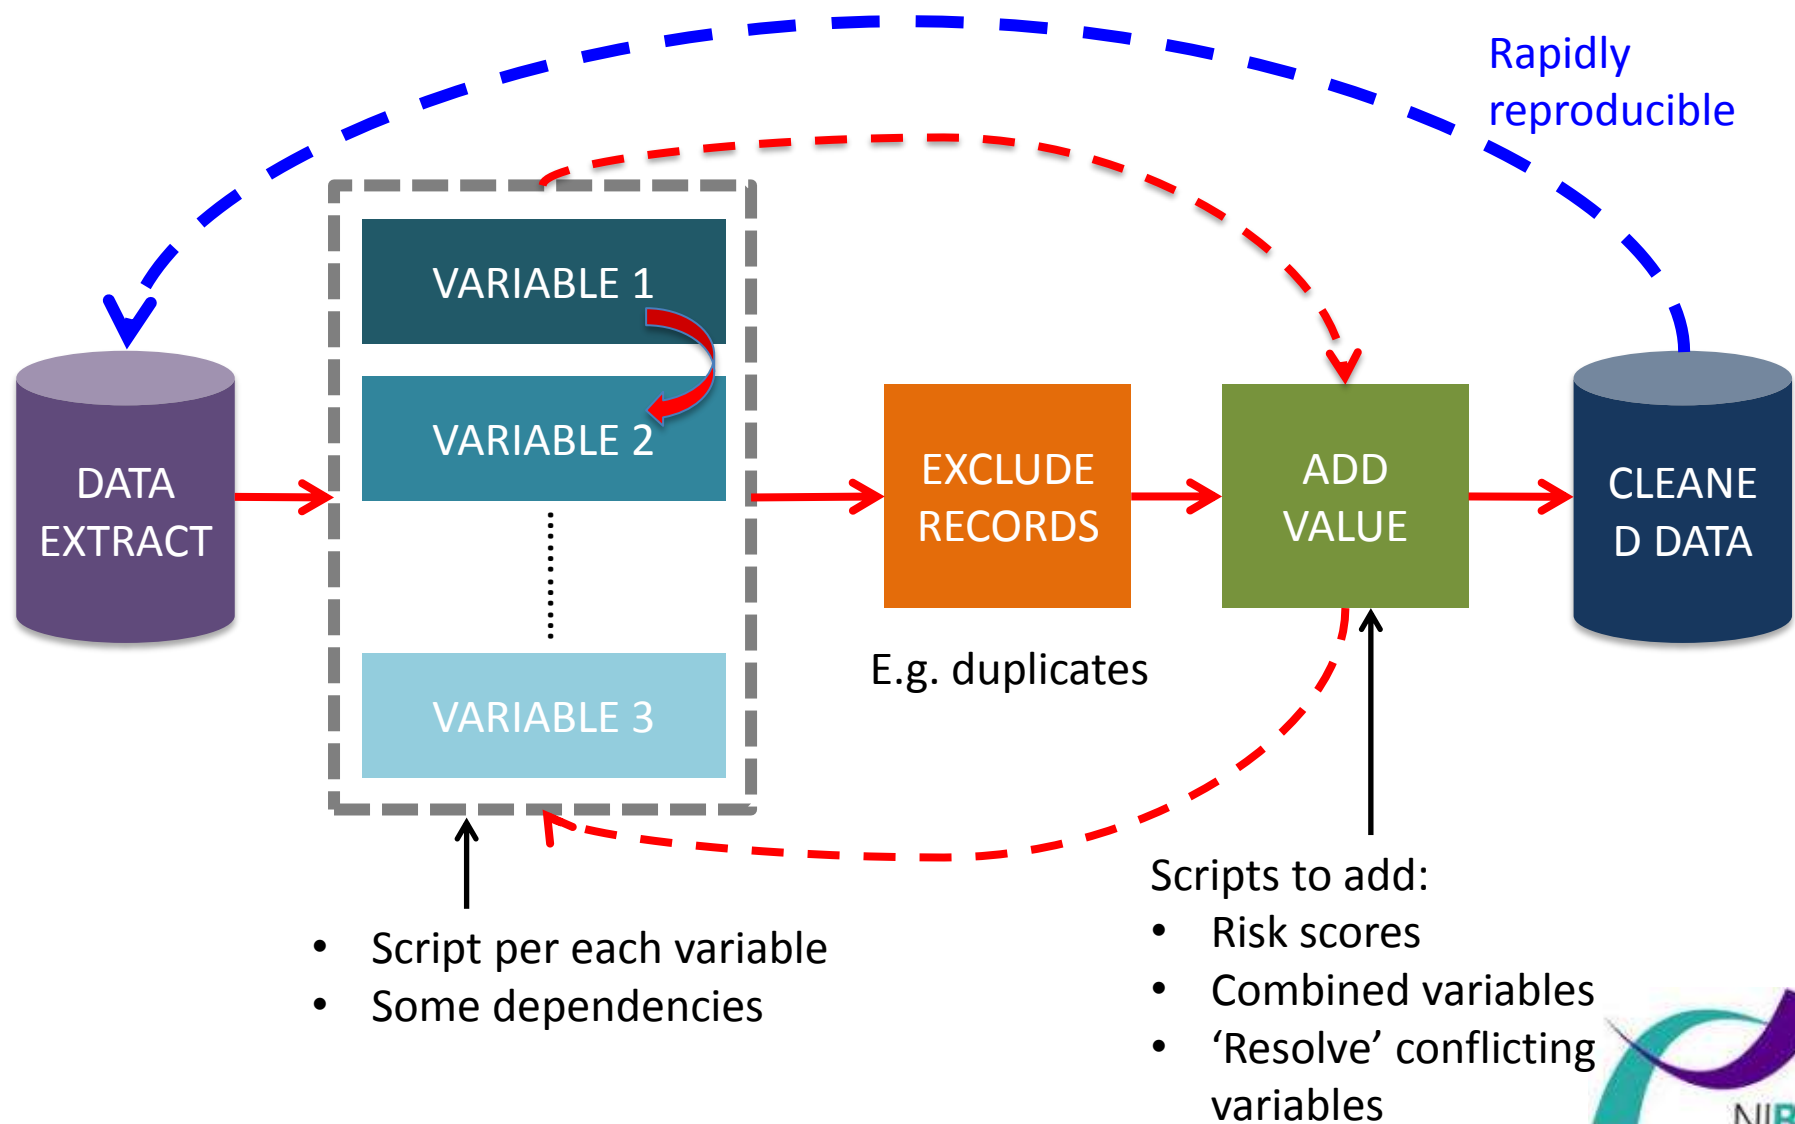 Rapidly
reproducible
VARIABLE 1
VARIABLE 2
VARIABLE 3
DATA
EXTRACT
EXCLUDE
RECORDS
ADD
VALUE
CLEANE
D DATA
E.g. duplicates
• Script per each variable
• Some dependencies
Scripts to add:
• Risk scores
• Combined variables
• ‘Resolve’ conflicting
variables